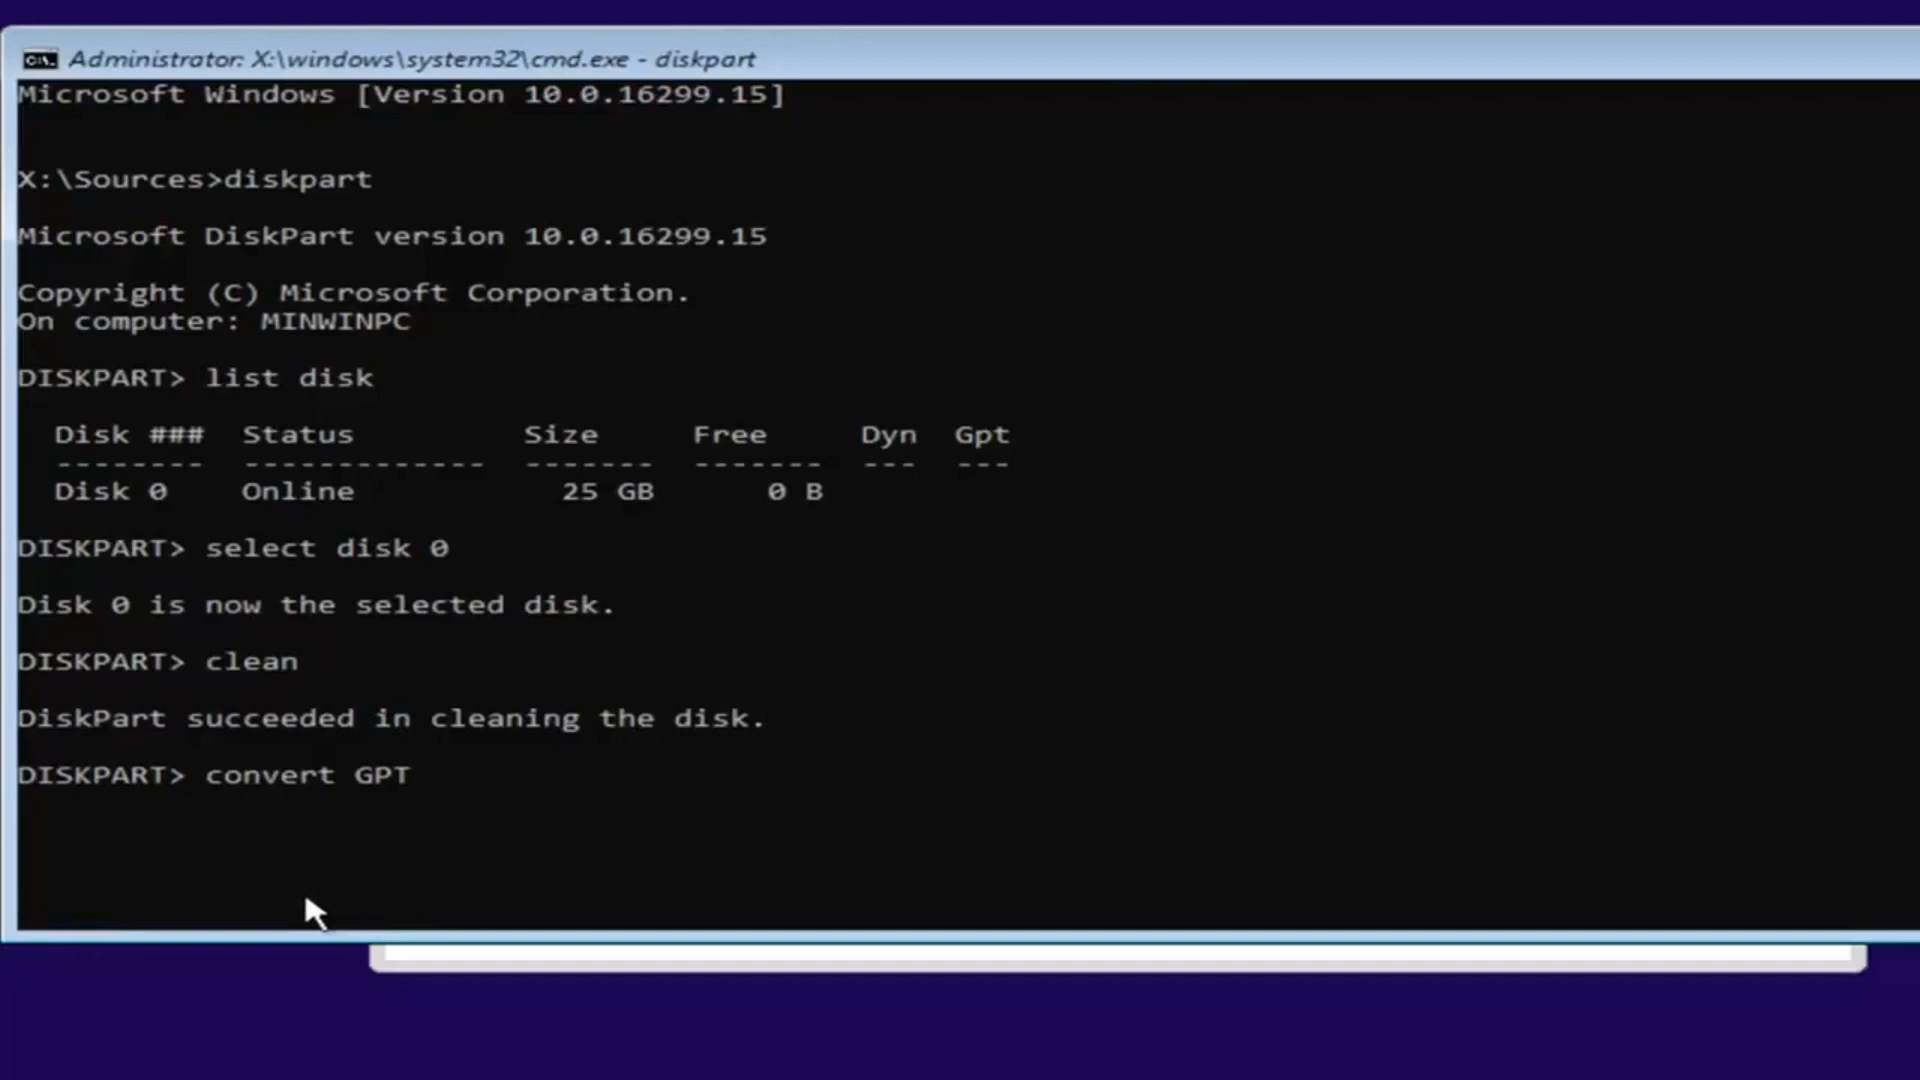 Administrator: X:\windows\system32\cmd.exe - diskpart
Microsoft Windows [Version 10.0.16299.15]
X:\Sources>diskpart
Microsoft DiskPart version 10.0.16299.15
Copyright (C) Microsoft Corporation.
On computer: MINWINPC
DISKPART> list disk
  Disk ###  Status         Size     Free     Dyn  Gpt
  --------  -------------  -------  -------  ---  ---
  Disk 0    Online           25 GB      0 B
DISKPART> select disk 0
Disk 0 is now the selected disk.
DISKPART> clean
DiskPart succeeded in cleaning the disk.
DISKPART> convert GPT